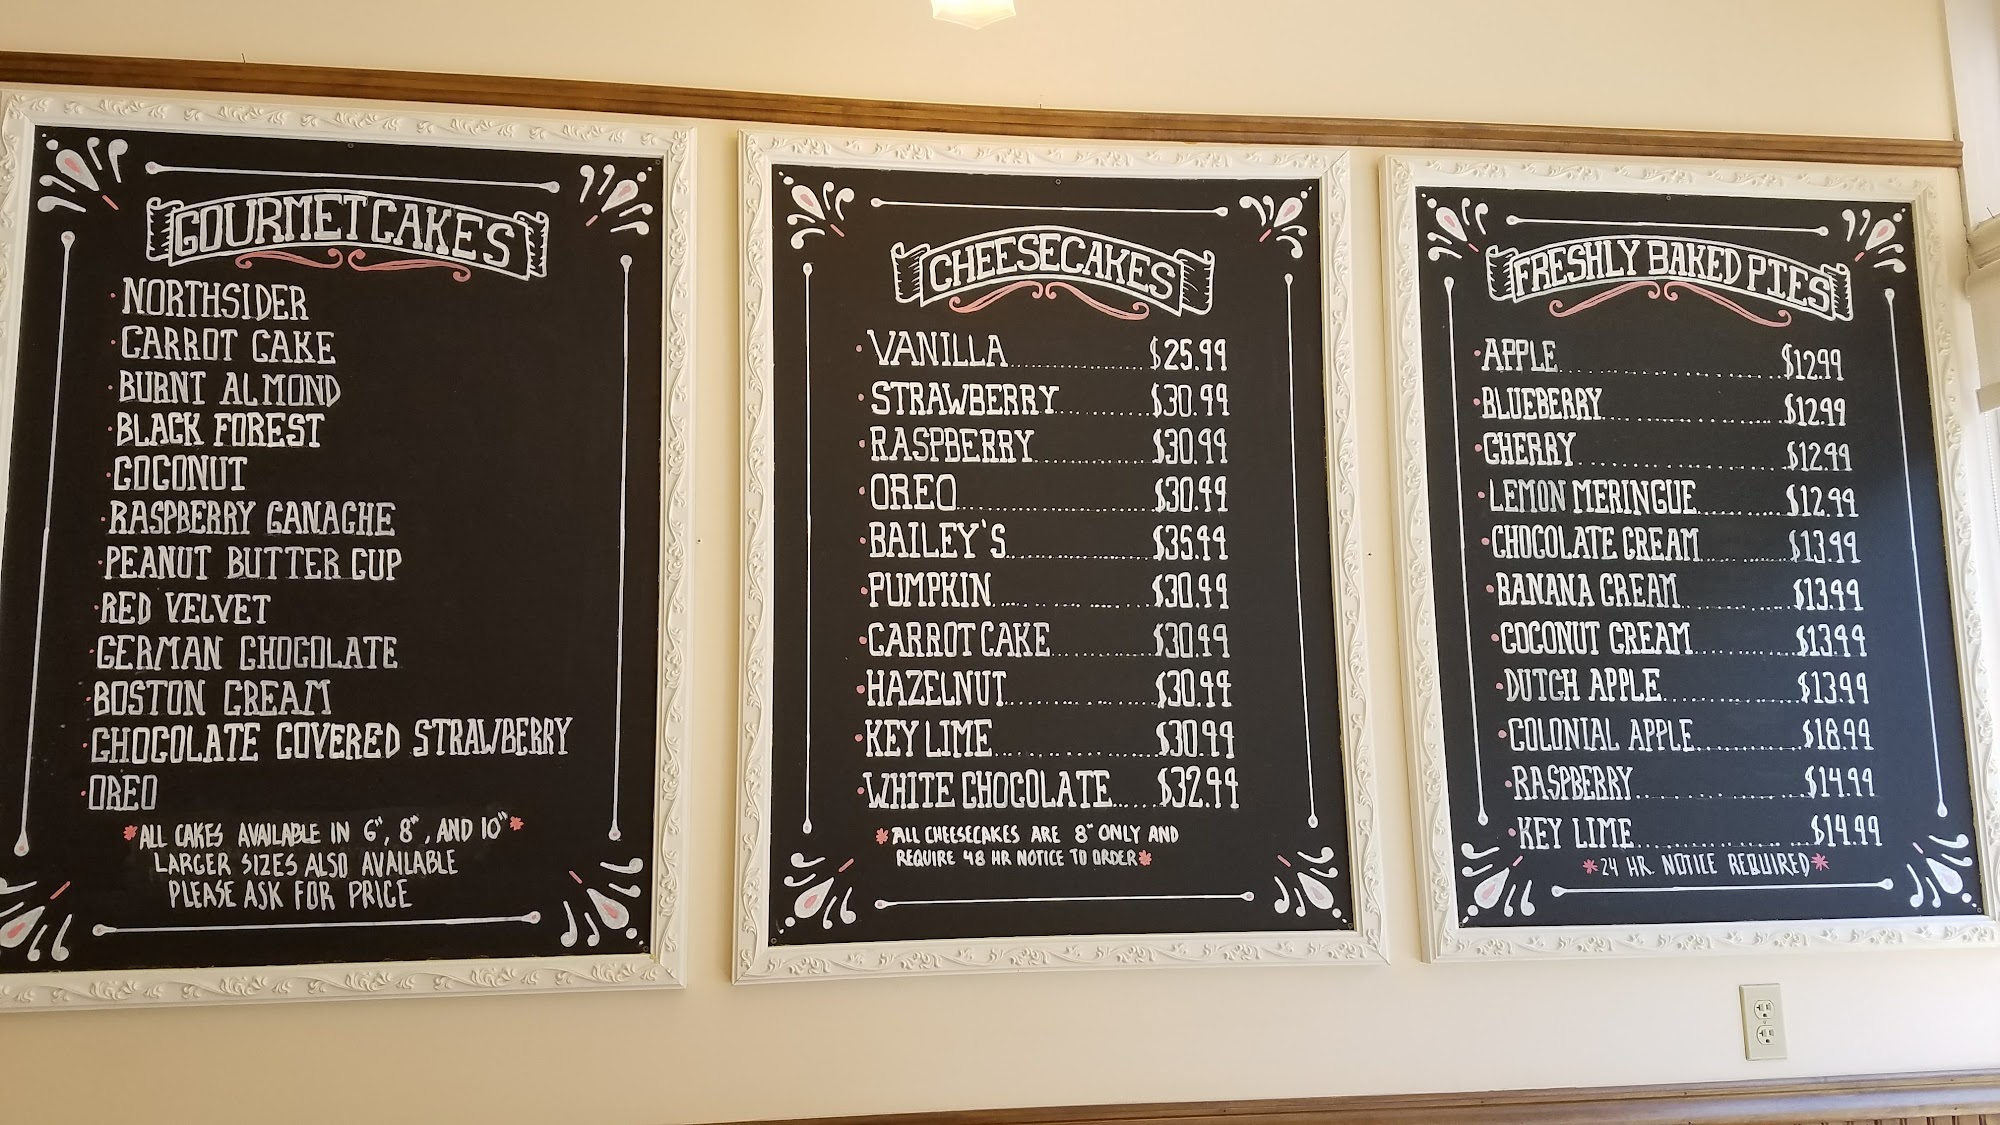 GOURMET CAKES
• NORTHSIDER
• CARROT CAKE
• BURNT ALMOND
• BLACK FOREST
• COCONUT
• RASPBERRY GANACHE
• PEANUT BUTTER CUP
• RED VELVET
• GERMAN CHOCOLATE
• BOSTON CREAM
• CHOCOLATE COVERED STRAWBERRY
• OREO
*ALL CAKES AVAILABLE IN 6", 8", AND 10"*
LARGER SIZES ALSO AVAILABLE
PLEASE ASK FOR PRICE
CHEESECAKES
• VANILLA..........$25.99
• STRAWBERRY..........$30.99
• RASPBERRY..........$30.99
• OREO..........$30.99
• BAILEY'S..........$35.99
• PUMPKIN..........$30.99
• CARROT CAKE..........$30.99
• HAZELNUT..........$30.99
• KEY LIME..........$30.99
• WHITE CHOCOLATE......$32.99
*ALL CHEESECAKES ARE 8" ONLY AND
REQUIRE 48 HR NOTICE TO ORDER*
FRESHLY BAKED PIES
• APPLE..........$12.99
• BLUEBERRY..........$12.99
• CHERRY..........$12.99
• LEMON MERINGUE..........$12.99
• CHOCOLATE CREAM..........$13.99
• BANANA CREAM..........$13.99
• COCONUT CREAM..........$13.99
• DUTCH APPLE..........$13.99
• COLONIAL APPLE..........$18.99
• RASPBERRY..........$14.99
• KEY LIME..........$14.99
*24 HR. NOTICE REQUIRED*